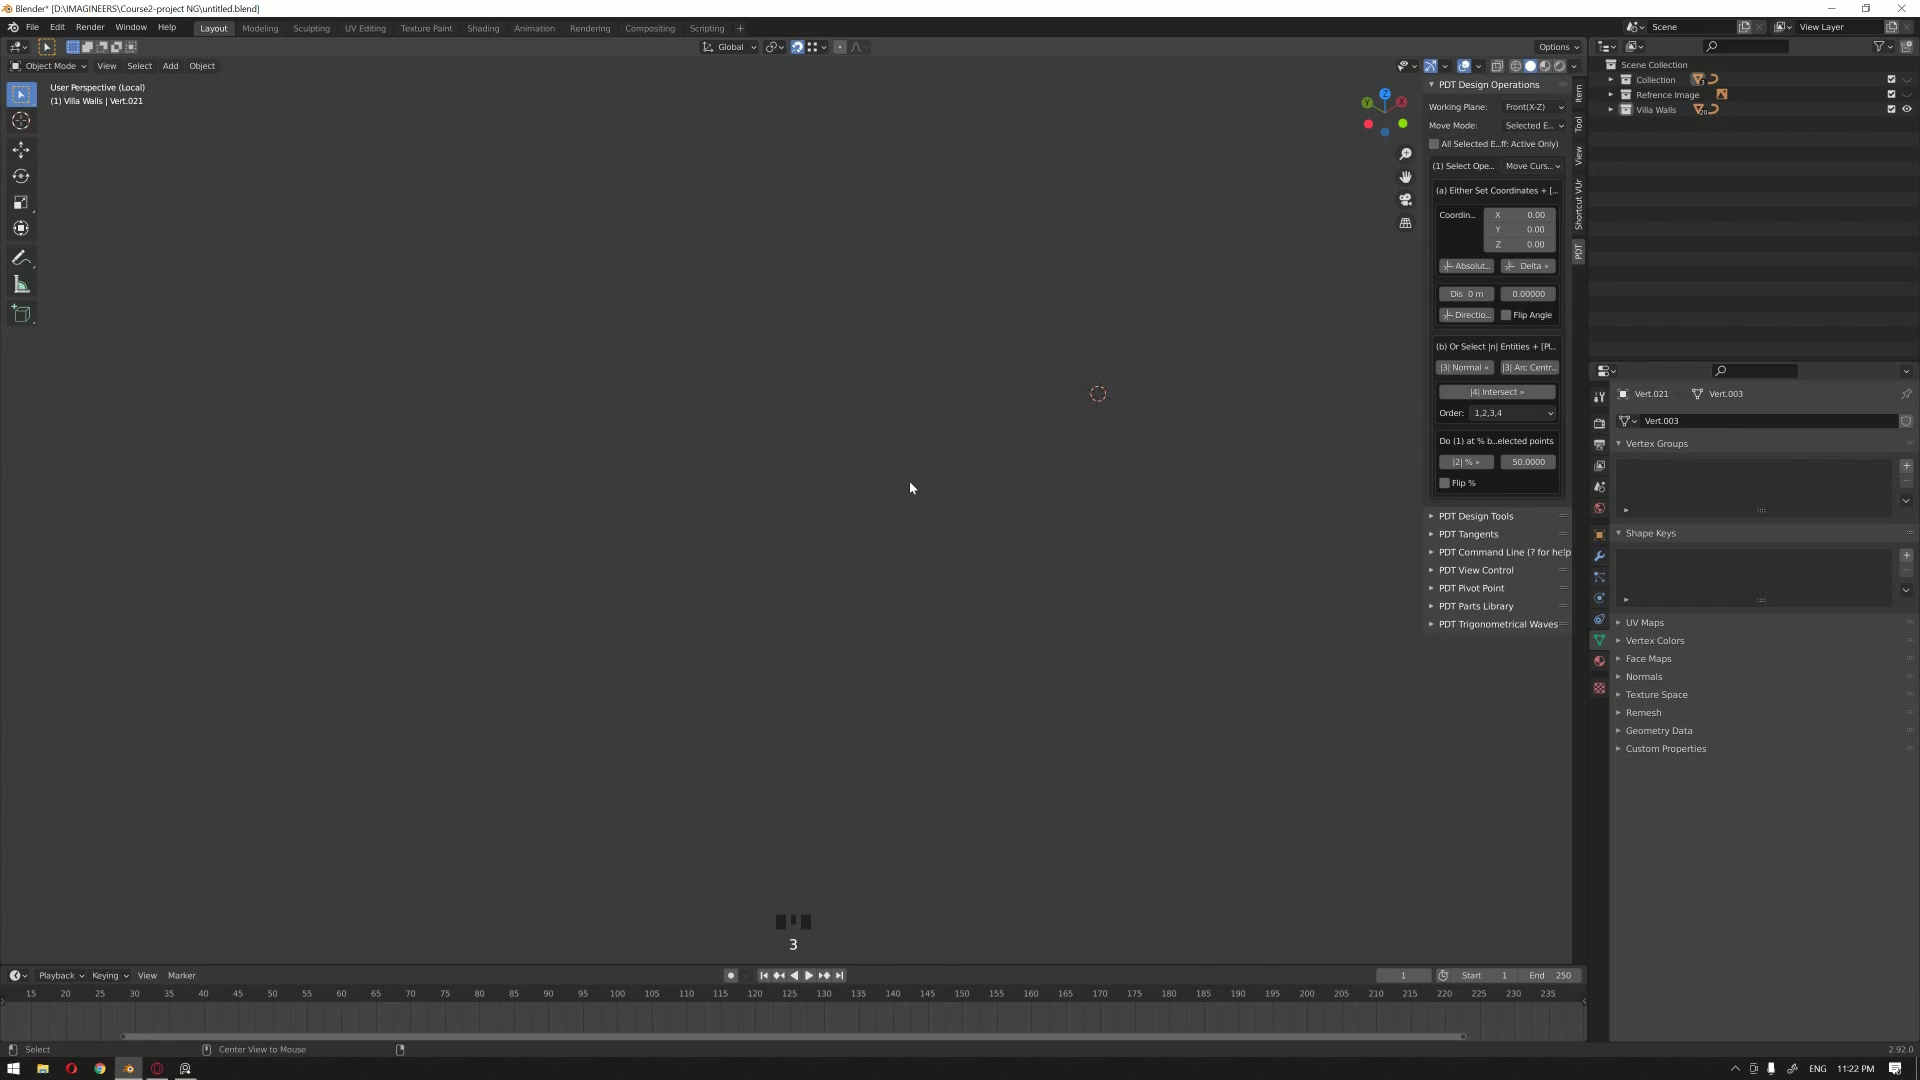 Blender* [D:\IMAGINEERS\Course2-project NG\untitled.blend]
File Edit Render Window Help Layout Modeling Sculpting UV Editing Texture Paint Shading Animation Rendering Compositing Scripting + Scene View Layer
Global Options
Object Mode View Select Add Object
User Perspective (Local)
(1) Villa Walls | Vert.021
Z
Y X
PDT Design Operations
Working Plane: Front(X-Z)
Move Mode: Selected E...
All Selected E...ff: Active Only)
(1) Select Ope... Move Curs...
(a) Either Set Coordinates + [...
Coordin... X 0.00
Y 0.00
Z 0.00
Absolut... Delta »
Dis 0 m 0.00000
Directio... Flip Angle
(b) Or Select |n| Entities + [Pl...
|3| Normal » |3| Arc Centr...
|4| Intersect »
Order: 1,2,3,4
Do (1) at % b...elected points
|2| % » 50.0000
Flip %
PDT Design Tools
PDT Tangents
PDT Command Line (? for help
PDT View Control
PDT Pivot Point
PDT Parts Library
PDT Trigonometrical Waves
Item
Tool
View
Shortcut VUr
PDT
Scene Collection
Collection 3
Refrence Image
Villa Walls 20
Vert.021 Vert.003
Vert.003
Vertex Groups
Shape Keys
UV Maps
Vertex Colors
Face Maps
Normals
Texture Space
Remesh
Geometry Data
Custom Properties
3
Playback Keying View Marker 1 Start 1 End 250
15 20 25 30 35 40 45 50 55 60 65 70 75 80 85 90 95 100 105 110 115 120 125 130 135 140 145 150 155 160 165 170 175 180 185 190 195 200 205 210 215 220 225 230 235
Select Center View to Mouse 2.92.0
ENG 11:22 PM